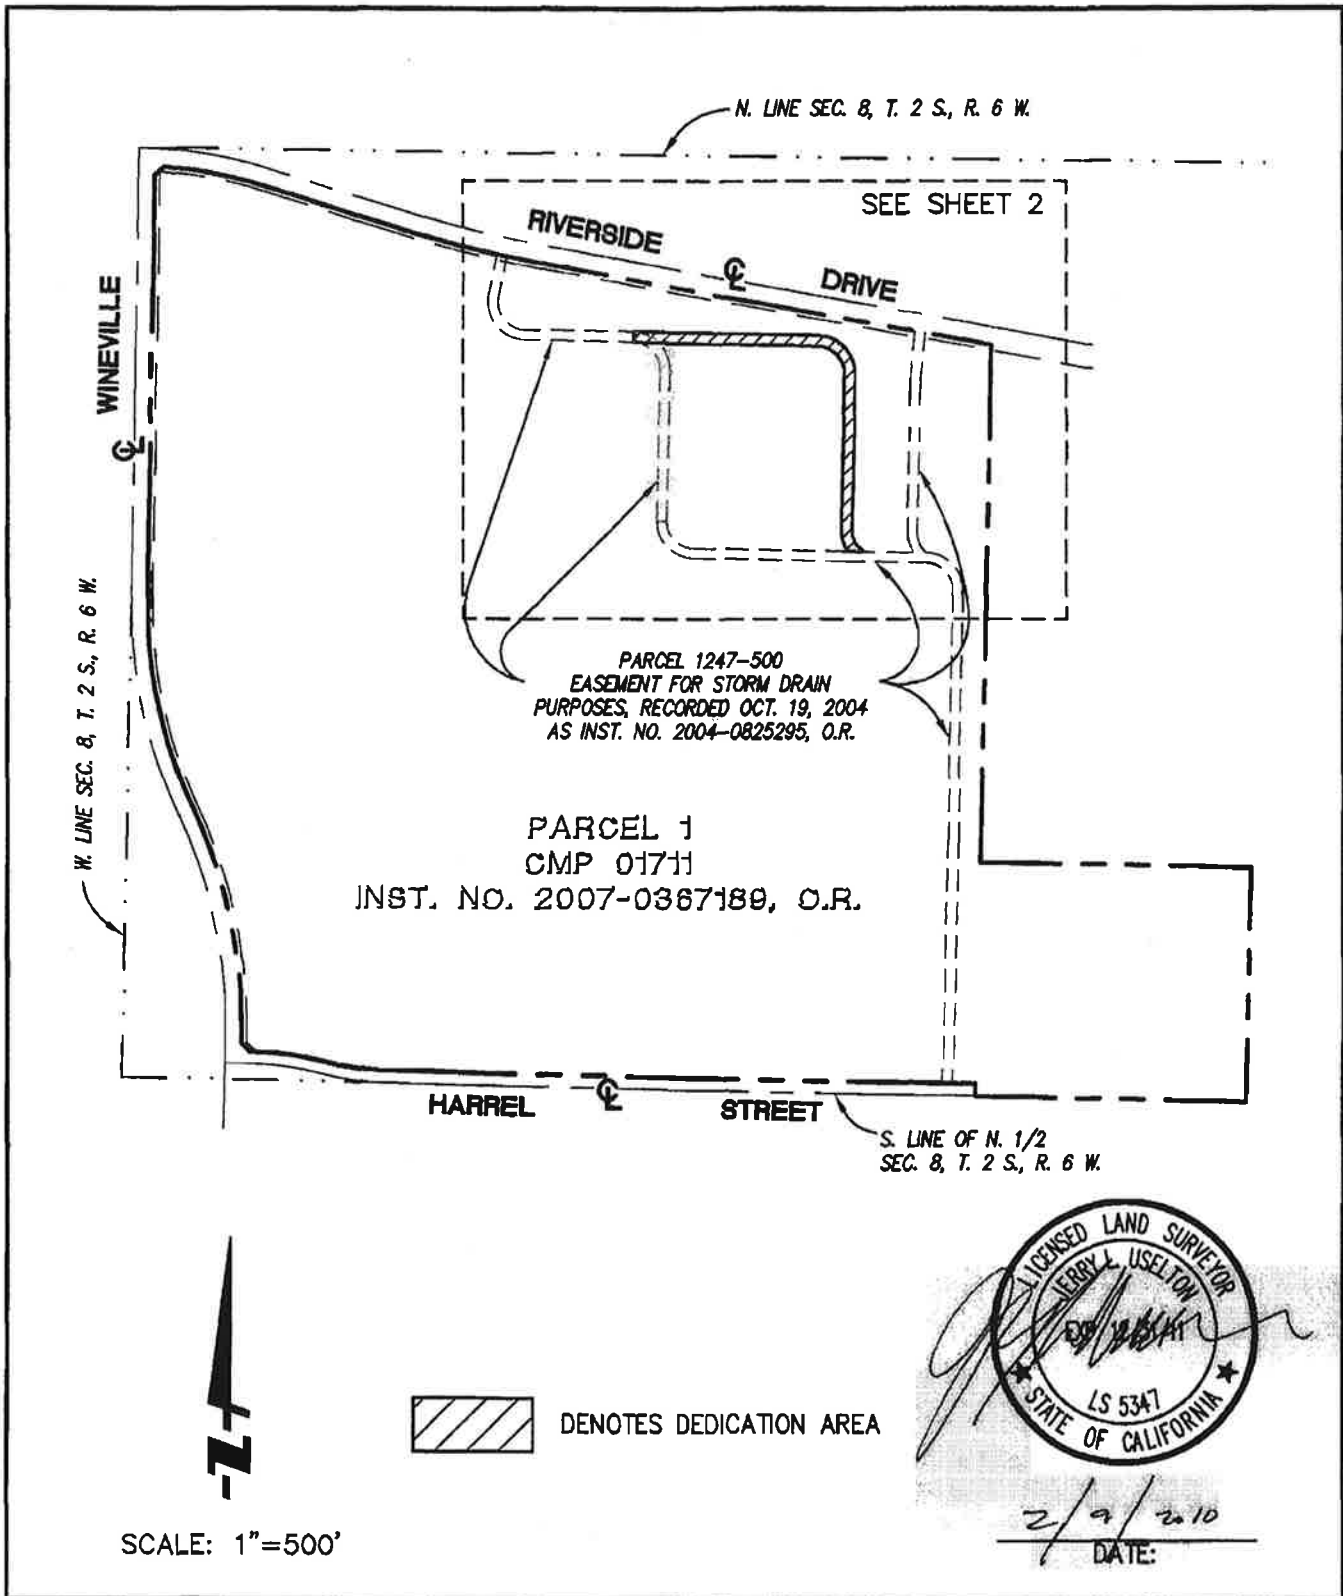 N. LINE SEC. 8, T. 2 S., R. 6 W.
SEE SHEET 2
RIVERSIDE
℄
DRIVE
WINEVILLE
℄
W. LINE SEC. 8, T. 2 S., R. 6 W.
PARCEL 1247-500
EASEMENT FOR STORM DRAIN
PURPOSES, RECORDED OCT. 19, 2004
AS INST. NO. 2004-0825295, O.R.
PARCEL 1
CMP 01711
INST. NO. 2007-0367189, O.R.
HARREL
℄
STREET
S. LINE OF N. 1/2
SEC. 8, T. 2 S., R. 6 W.
LICENSED LAND SURVEYOR
JERRY L. USELTON
LS 5347
STATE OF CALIFORNIA
DENOTES DEDICATION AREA
2/9/2010
DATE:
SCALE: 1"=500'